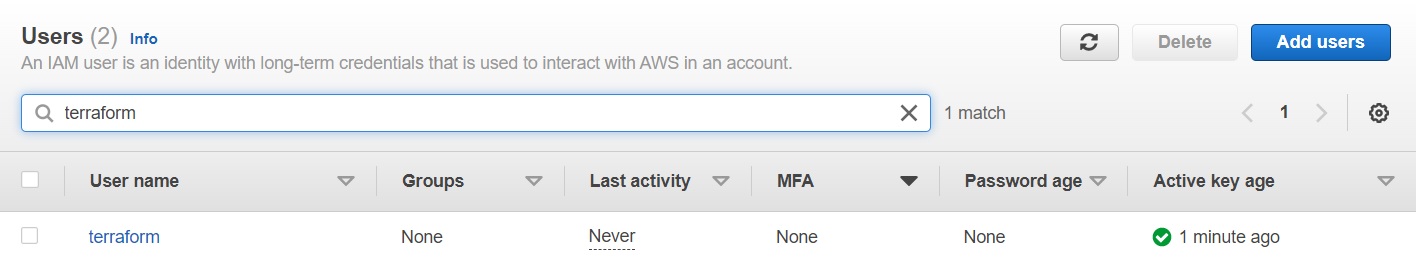 Users (2) Info
Delete
Add users
An IAM user is an identity with long-term credentials that is used to interact with AWS in an account.
terraform
1 match
1
User name Groups Last activity MFA Password age Active key age
terraform None Never None None 1 minute ago